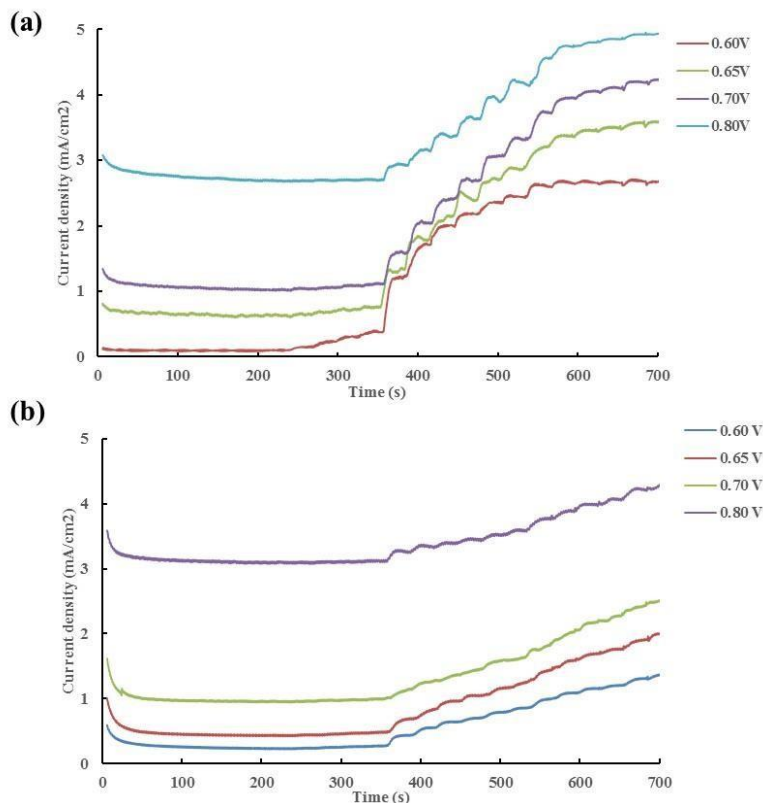 (a)
5
4
3
2
1
0
Current density (mA/cm2)
0 100 200 300 400 500 600 700
Time (s)
0.60V
0.65V
0.70V
0.80V
(b)
5
4
3
2
1
0
Current density (mA/cm2)
0 100 200 300 400 500 600 700
Time (s)
0.60 V
0.65 V
0.70 V
0.80 V